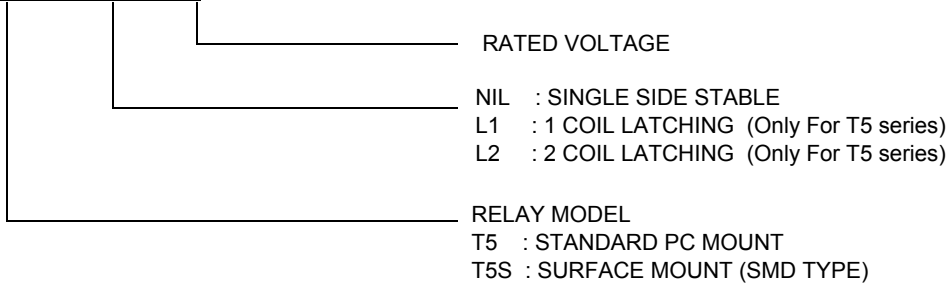 RATED VOLTAGE
NIL : SINGLE SIDE STABLE
L1 : 1 COIL LATCHING (Only For T5 series)
L2 : 2 COIL LATCHING (Only For T5 series)
RELAY MODEL
T5 : STANDARD PC MOUNT
T5S : SURFACE MOUNT (SMD TYPE)